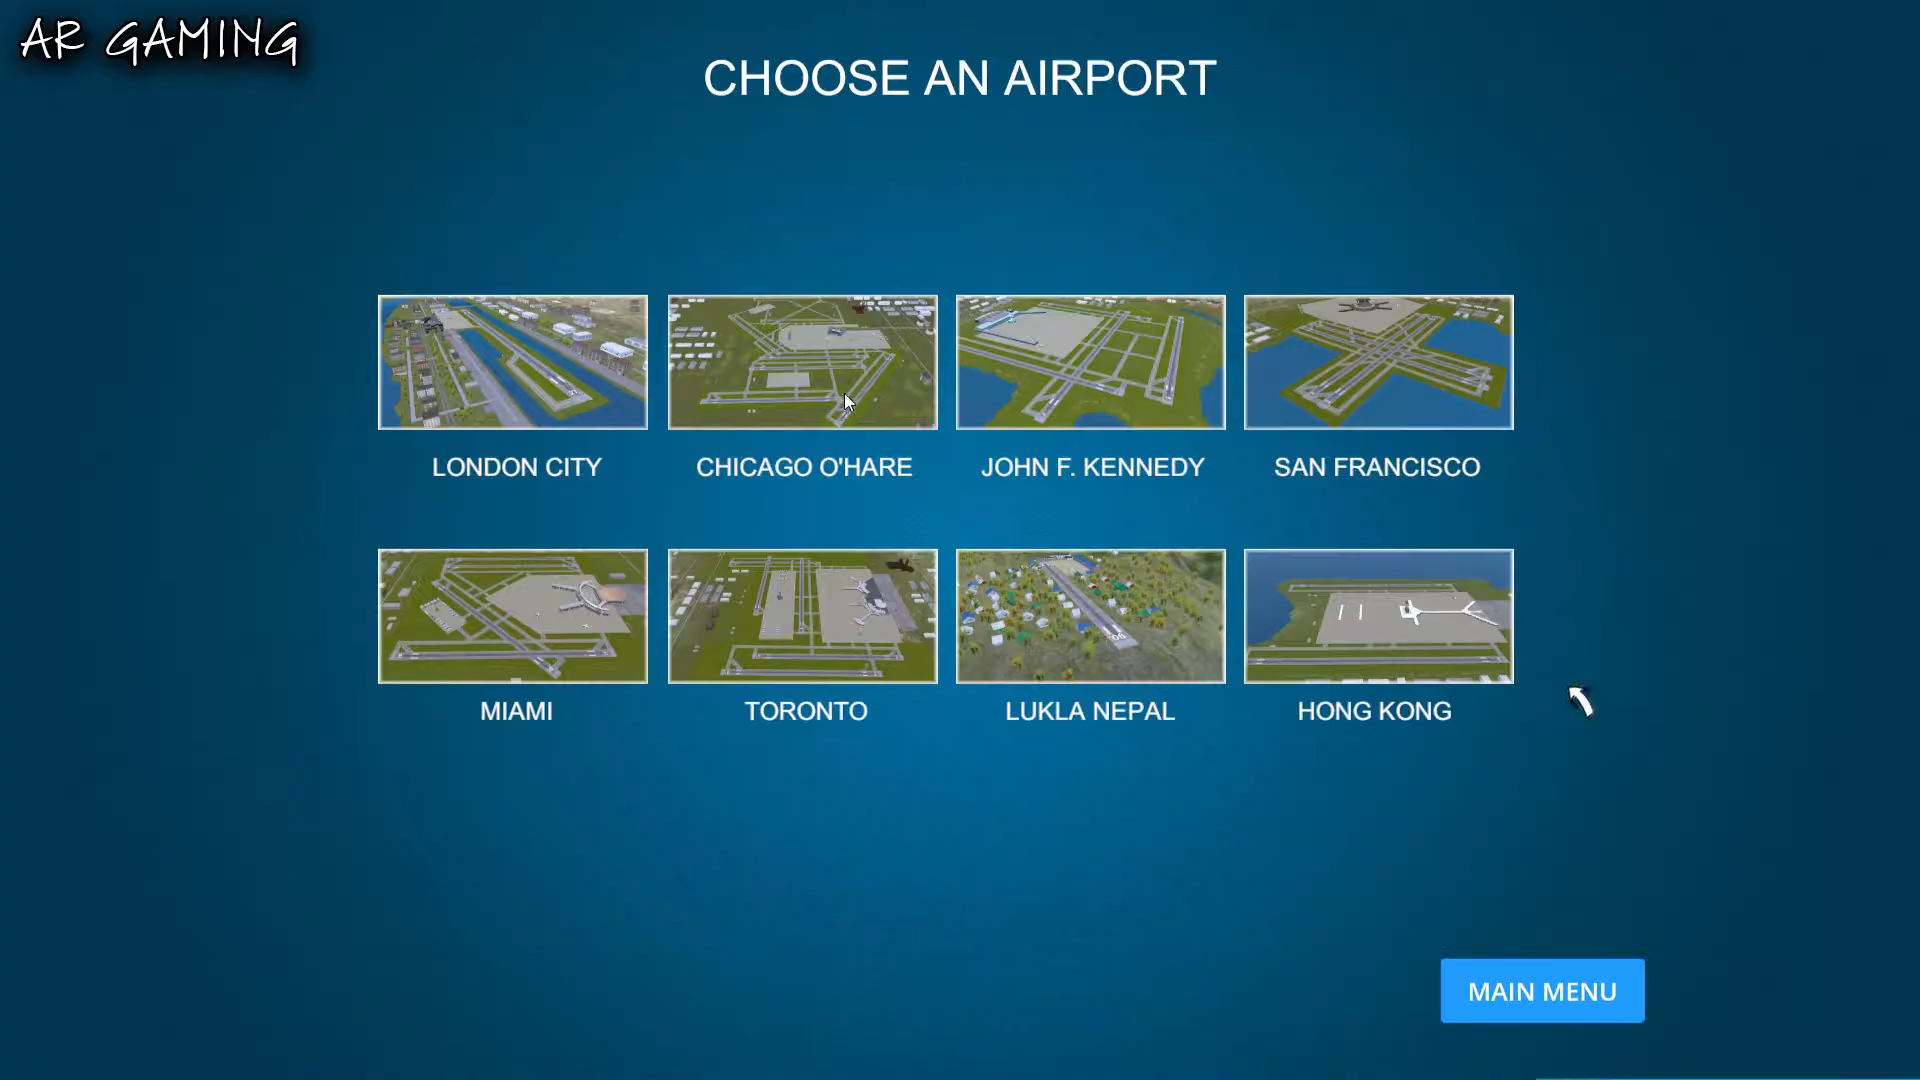 AR GAMING
CHOOSE AN AIRPORT
LONDON CITY
CHICAGO O'HARE
JOHN F. KENNEDY
SAN FRANCISCO
06
MIAMI
TORONTO
LUKLA NEPAL
HONG KONG
MAIN MENU